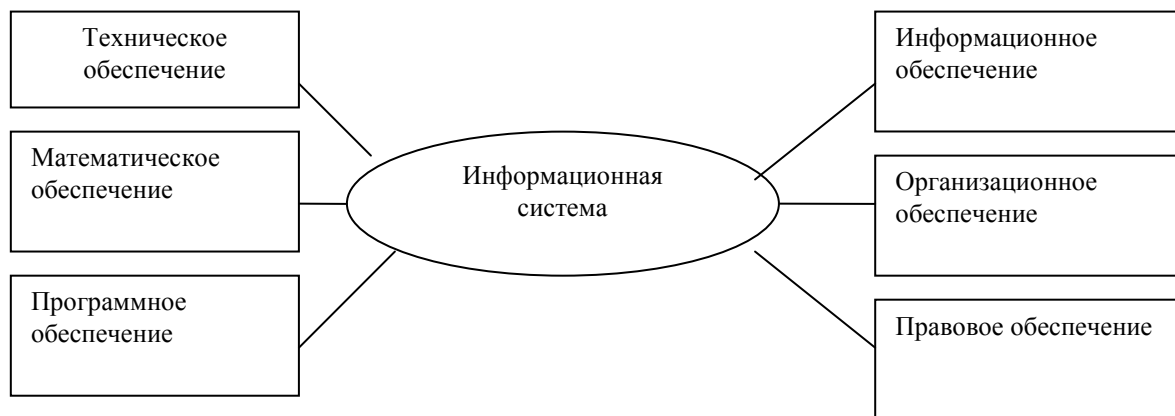 Техническое
обеспечение
Математическое
обеспечение
Программное
обеспечение
Информационная
система
Информационное
обеспечение
Организационное
обеспечение
Правовое обеспечение